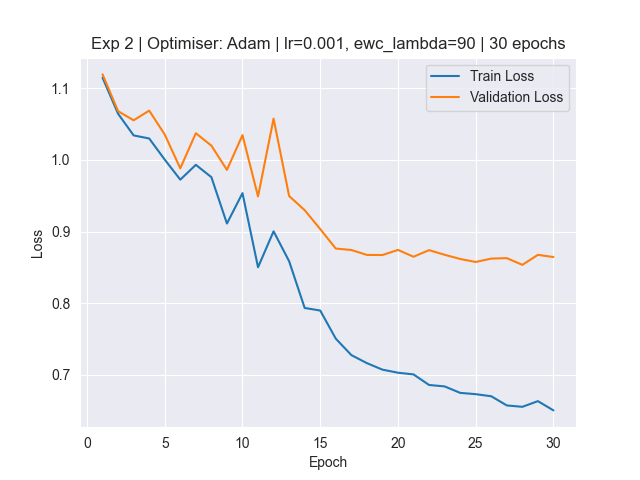 Exp 2 | Optimiser: Adam | lr=0.001, ewc_lambda=90 | 30 epochs
Train Loss
Validation Loss
1.1
1.0
0.9
0.8
0.7
Loss
0 5 10 15 20 25 30
Epoch